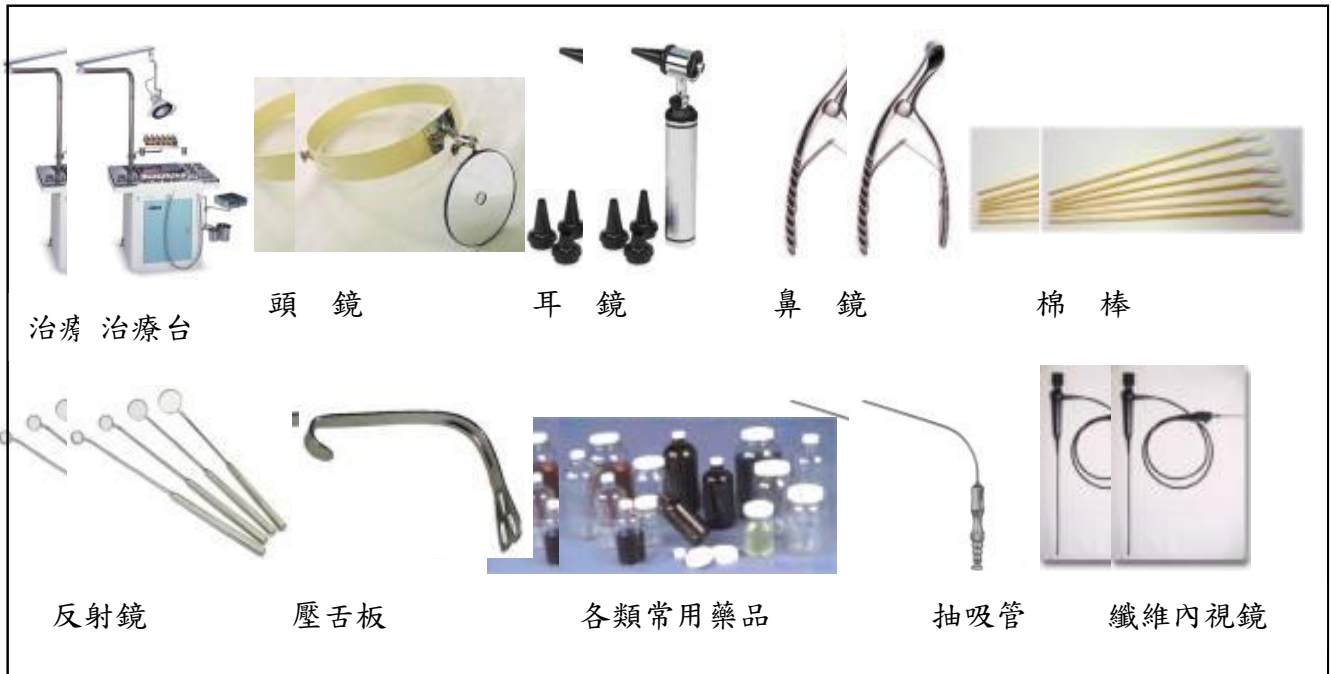 治療 治療台
頭 鏡
耳 鏡
鼻 鏡
棉 棒
反射鏡
壓舌板
各類常用藥品
抽吸管
纖維內視鏡